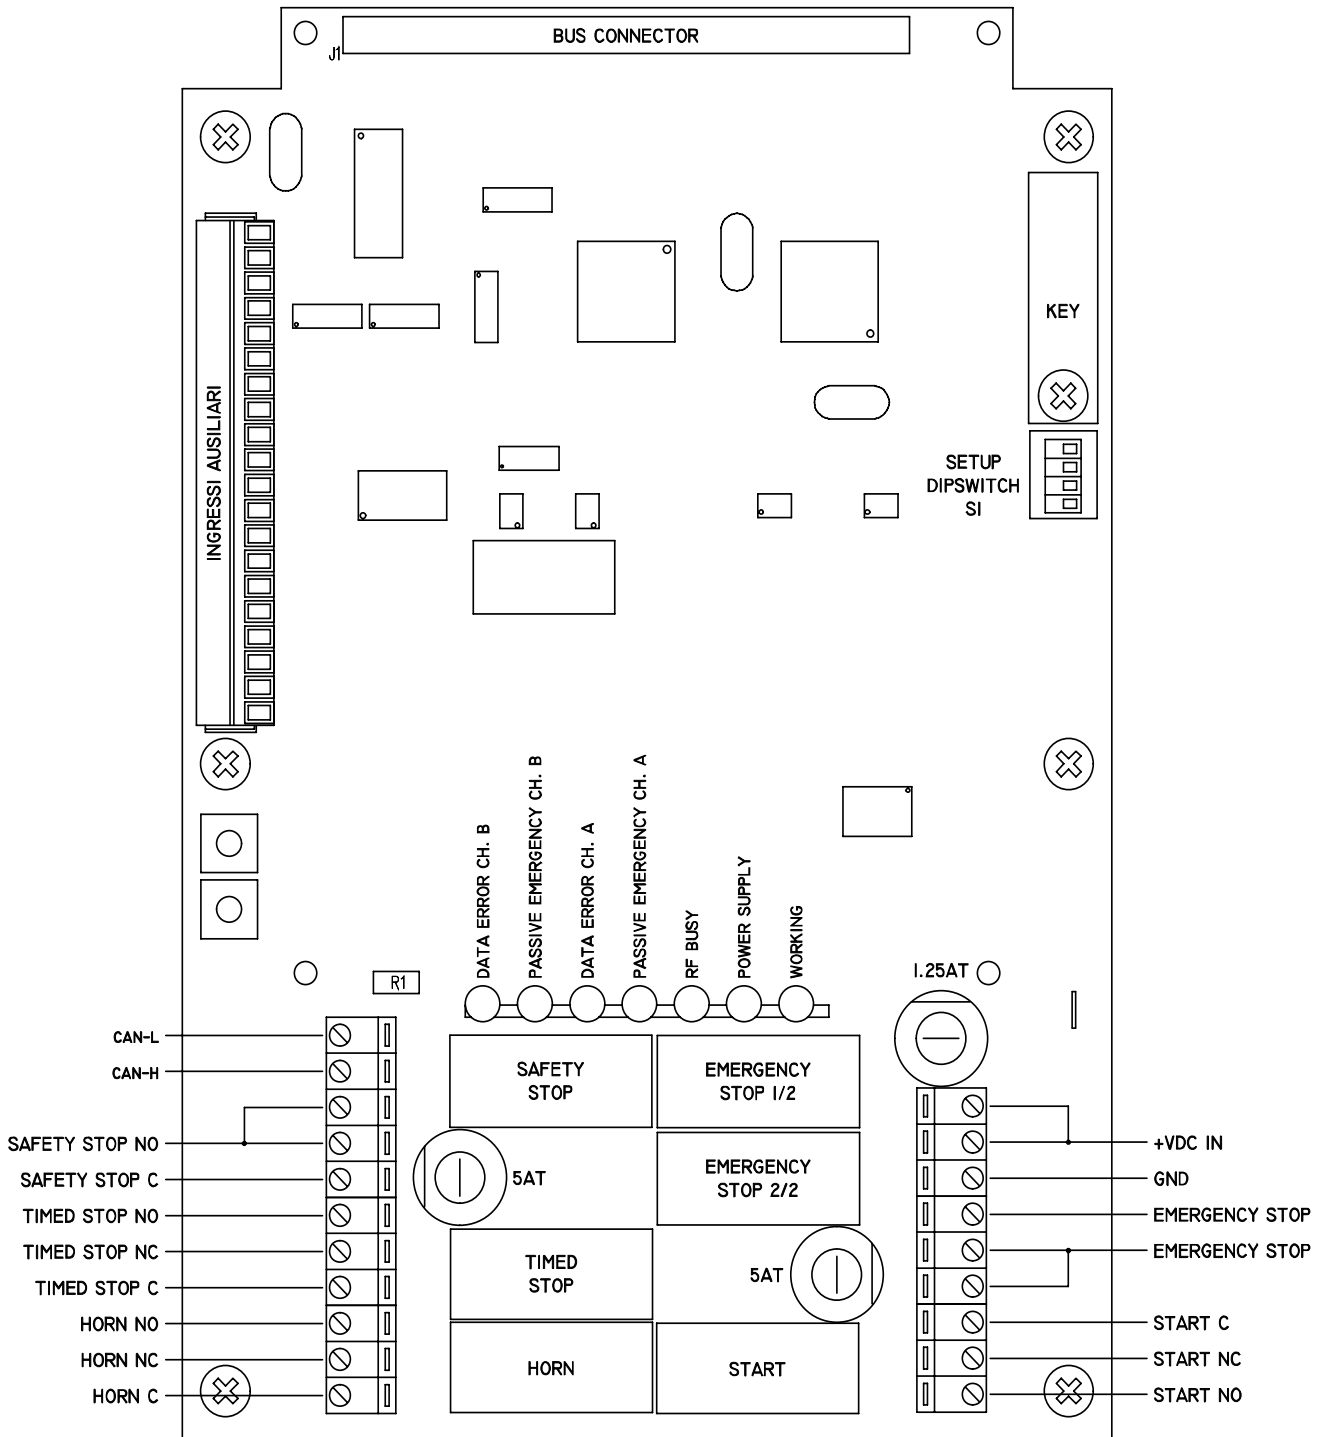 BUS CONNECTOR
J1
KEY
INGRESSI AUSILIARI
SETUP
DIPSWITCH
S1
DATA ERROR CH. B
PASSIVE EMERGENCY CH. B
DATA ERROR CH. A
PASSIVE EMERGENCY CH. A
RF BUSY
POWER SUPPLY
WORKING
1.25AT
R1
CAN-L
CAN-H
SAFETY STOP NO
SAFETY STOP C
TIMED STOP NO
TIMED STOP NC
TIMED STOP C
HORN NO
HORN NC
HORN C
SAFETY
STOP
EMERGENCY
STOP 1/2
5AT
EMERGENCY
STOP 2/2
TIMED
STOP
5AT
HORN
START
+VDC IN
GND
EMERGENCY STOP
EMERGENCY STOP
START C
START NC
START NO